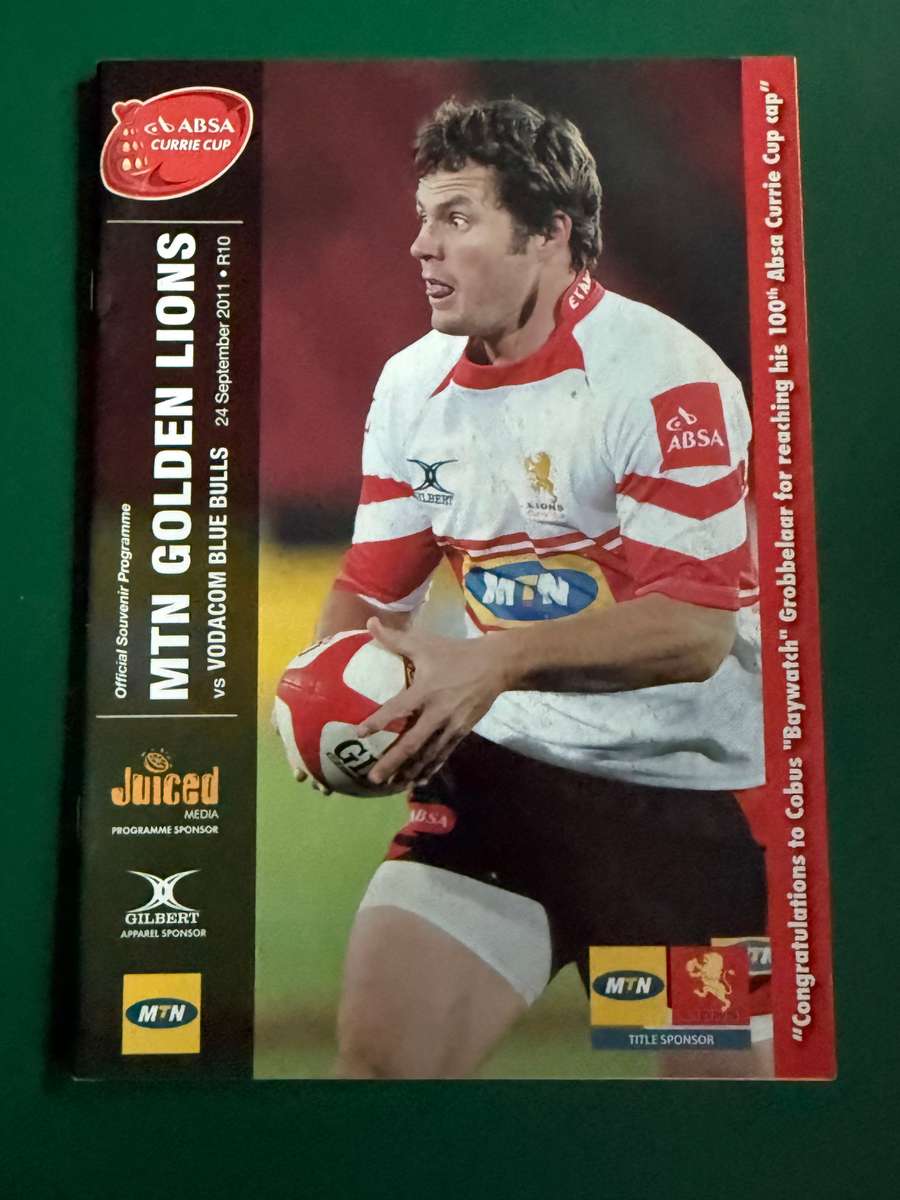 ABSA
CURRIE CUP
Official Souvenir Programme
MTN GOLDEN LIONS
vs VODACOM BLUE BULLS 24 September 2011 • R10
Juiced
MEDIA
PROGRAMME SPONSOR
GILBERT
APPAREL SPONSOR
MTN
ABSA
GILBERT
LIONS
MTN
ABSA
MTN
LIONS
TITLE SPONSOR
"Congratulations to Cobus "Baywatch" Grobbelaar for reaching his 100th Absa Currie Cup cap"